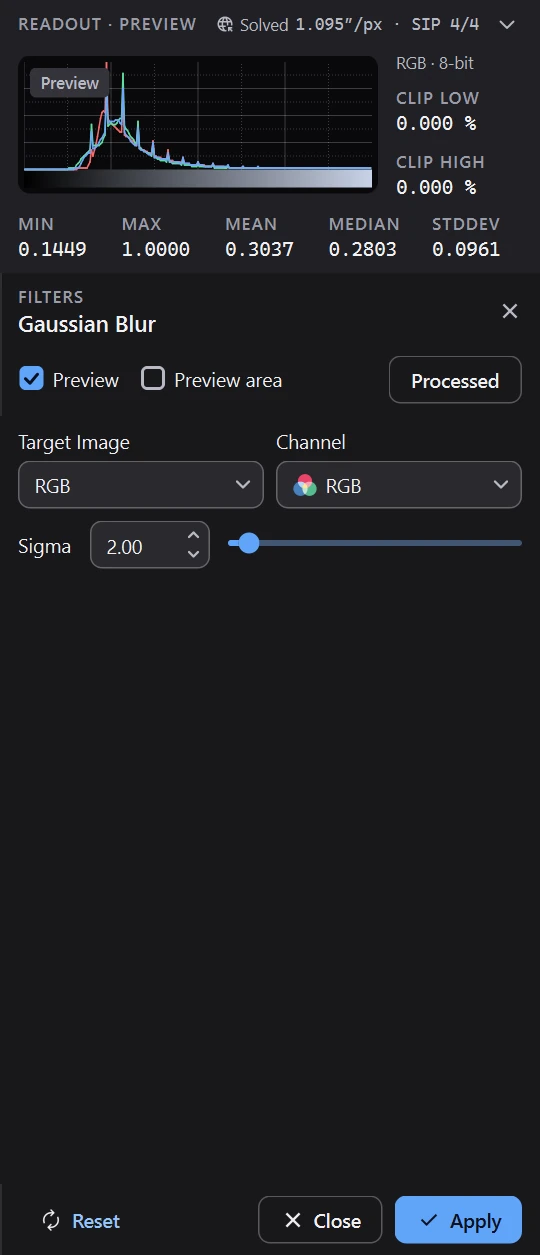 READOUT · PREVIEW Solved 1.095″/px · SIP 4/4
Preview
RGB · 8-bit
CLIP LOW
0.000 %
CLIP HIGH
0.000 %
MIN MAX MEAN MEDIAN STDDEV
0.1449 1.0000 0.3037 0.2803 0.0961
FILTERS
Gaussian Blur
Preview Preview area Processed
Target Image Channel
RGB RGB
Sigma 2.00
Reset Close Apply